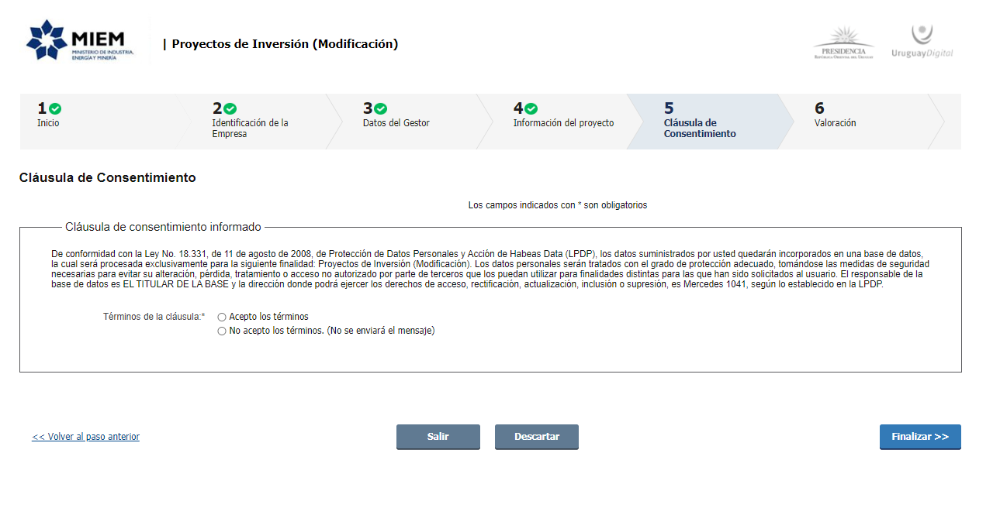 MIEM
MINISTERIO DE INDUSTRIA,
ENERGÍA Y MINERÍA
| Proyectos de Inversión (Modificación)
PRESIDENCIA
República Oriental del Uruguay
UruguayDigital
1
Inicio
2
Identificación de la
Empresa
3
Datos del Gestor
4
Información del proyecto
5
Cláusula de
Consentimiento
6
Valoración
Cláusula de Consentimiento
Los campos indicados con * son obligatorios
Cláusula de consentimiento informado
De conformidad con la Ley No. 18.331, de 11 de agosto de 2008, de Protección de Datos Personales y Acción de Habeas Data (LPDP), los datos suministrados por usted quedarán incorporados en una base de datos,
la cual será procesada exclusivamente para la siguiente finalidad: Proyectos de Inversión (Modificación). Los datos personales serán tratados con el grado de protección adecuado, tomándose las medidas de seguridad
necesarias para evitar su alteración, pérdida, tratamiento o acceso no autorizado por parte de terceros que los puedan utilizar para finalidades distintas para las que han sido solicitados al usuario. El responsable de la
base de datos es EL TITULAR DE LA BASE y la dirección donde podrá ejercer los derechos de acceso, rectificación, actualización, inclusión o supresión, es Mercedes 1041, según lo establecido en la LPDP.
Términos de la cláusula:*
Acepto los términos
No acepto los términos. (No se enviará el mensaje)
<< Volver al paso anterior
Salir
Descartar
Finalizar >>